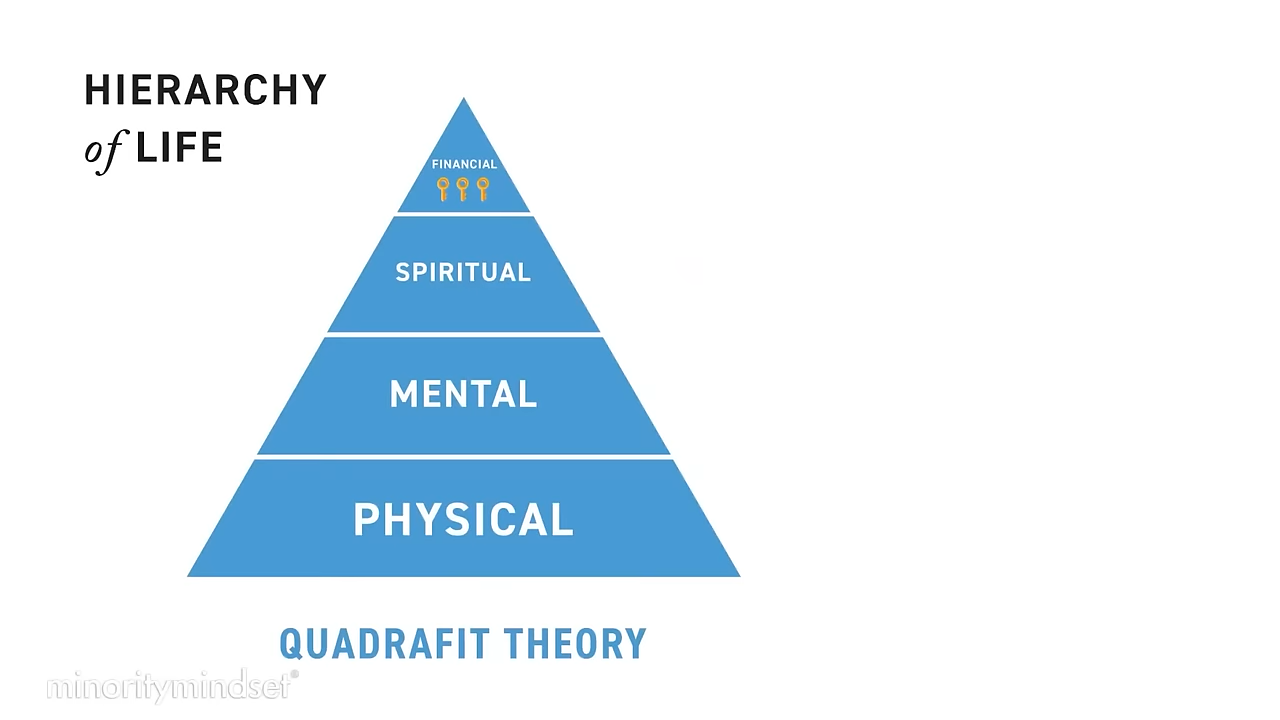 HIERARCHY
of LIFE
FINANCIAL
SPIRITUAL
MENTAL
PHYSICAL
QUADRAFIT THEORY
minoritymindset